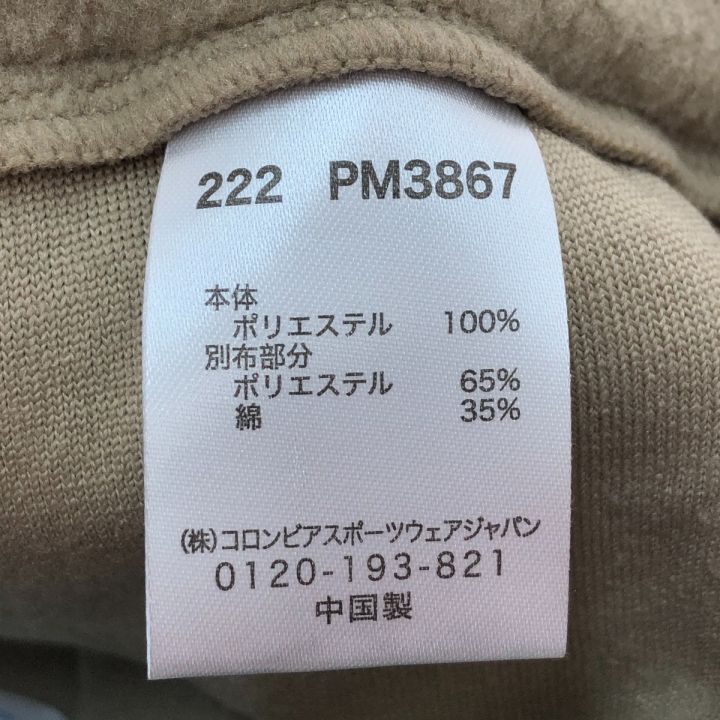 222 PM3867
本体
ポリエステル 100%
別布部分
ポリエステル 65%
綿 35%
(株)コロンビアスポーツウェアジャパン
0120-193-821
中国製